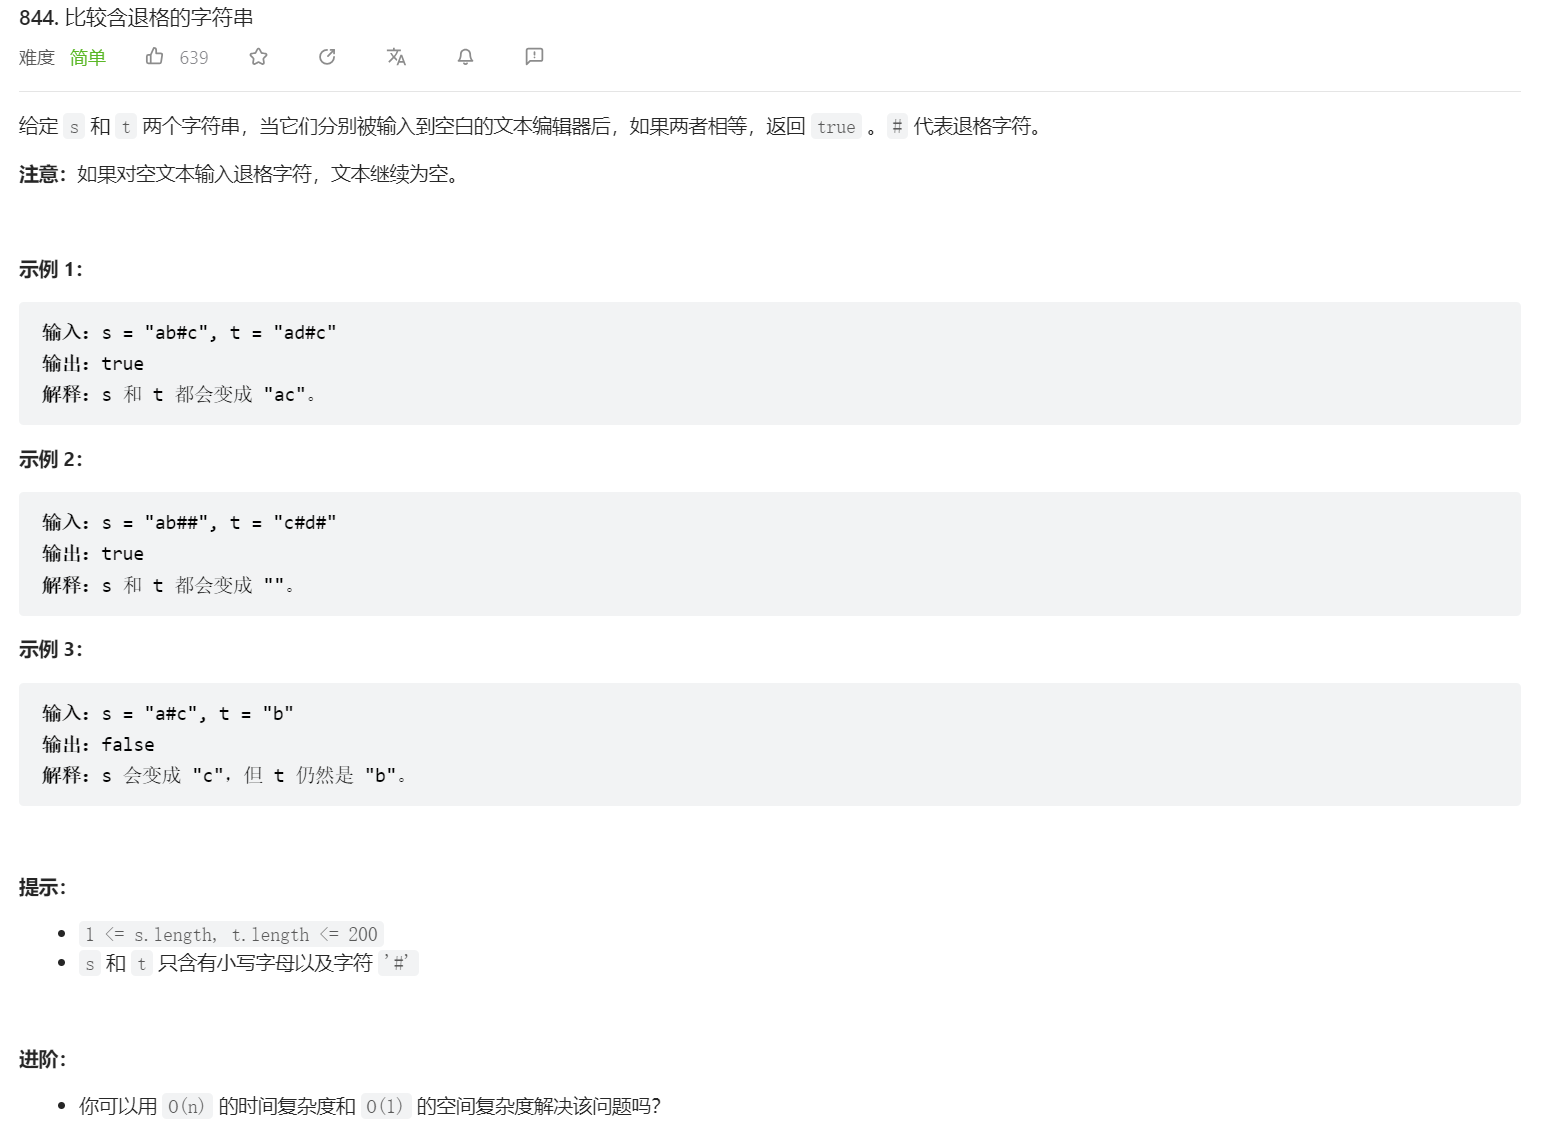 844. 比较含退格的字符串
难度 简单 639
给定 s 和 t 两个字符串，当它们分别被输入到空白的文本编辑器后，如果两者相等，返回 true 。# 代表退格字符。
注意：如果对空文本输入退格字符，文本继续为空。
示例 1：
输入：s = "ab#c", t = "ad#c"
输出：true
解释：s 和 t 都会变成 "ac"。
示例 2：
输入：s = "ab##", t = "c#d#"
输出：true
解释：s 和 t 都会变成 ""。
示例 3：
输入：s = "a#c", t = "b"
输出：false
解释：s 会变成 "c"，但 t 仍然是 "b"。
提示：
• 1 <= s.length, t.length <= 200
• s 和 t 只含有小写字母以及字符 '#'
进阶：
• 你可以用 O(n) 的时间复杂度和 O(1) 的空间复杂度解决该问题吗？